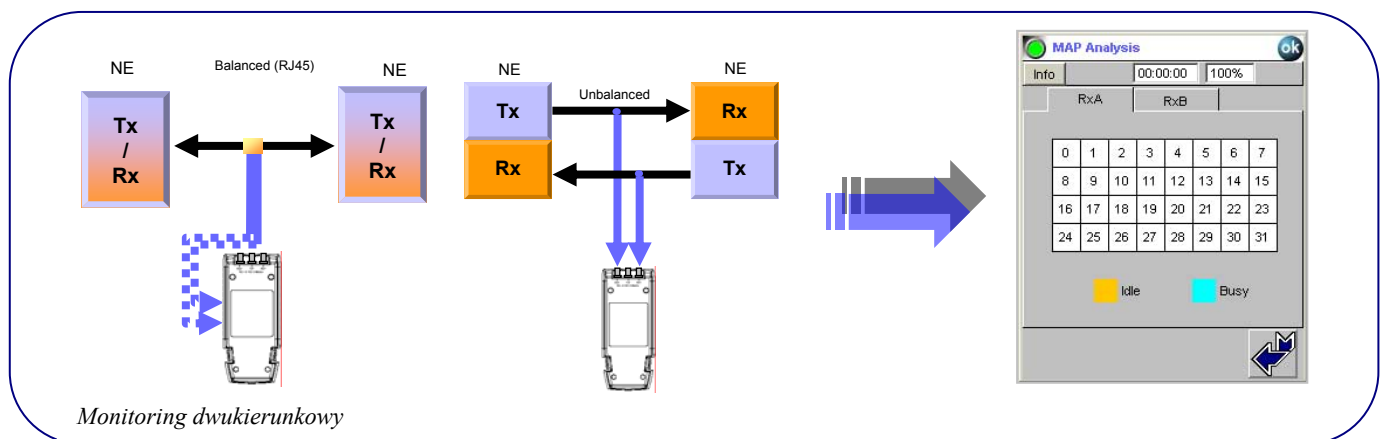 NE
Balanced (RJ45)
NE
Tx
/
Rx
Tx
/
Rx
NE
NE
Unbalanced
Tx
Rx
Rx
Tx
MAP Analysis
ok
Info
00:00:00
100%
RxA
RxB
0 1 2 3 4 5 6 7
8 9 10 11 12 13 14 15
16 17 18 19 20 21 22 23
24 25 26 27 28 29 30 31
Idle
Busy
M
Monitoring dwukierunkowy